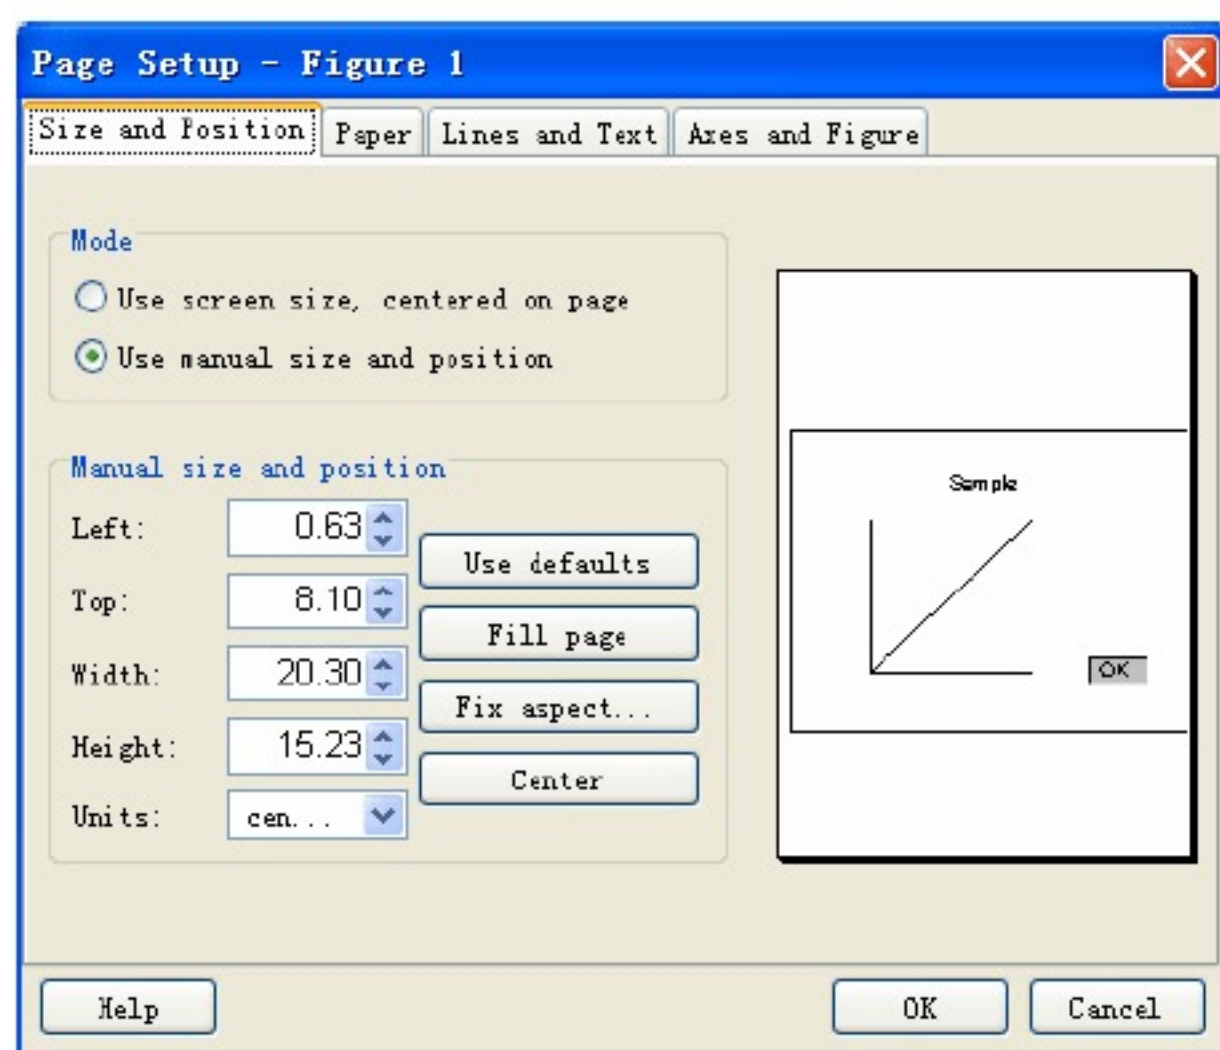 Page Setup - Figure 1
Size and Position Paper Lines and Text Axes and Figure
Mode
Use screen size, centered on page
Use manual size and position
Manual size and position
Left: 0.63
Use defaults
Top: 8.10
Fill page
Width: 20.30
Fix aspect...
Height: 15.23
Center
Units: cen...
Sample
OK
Help OK Cancel